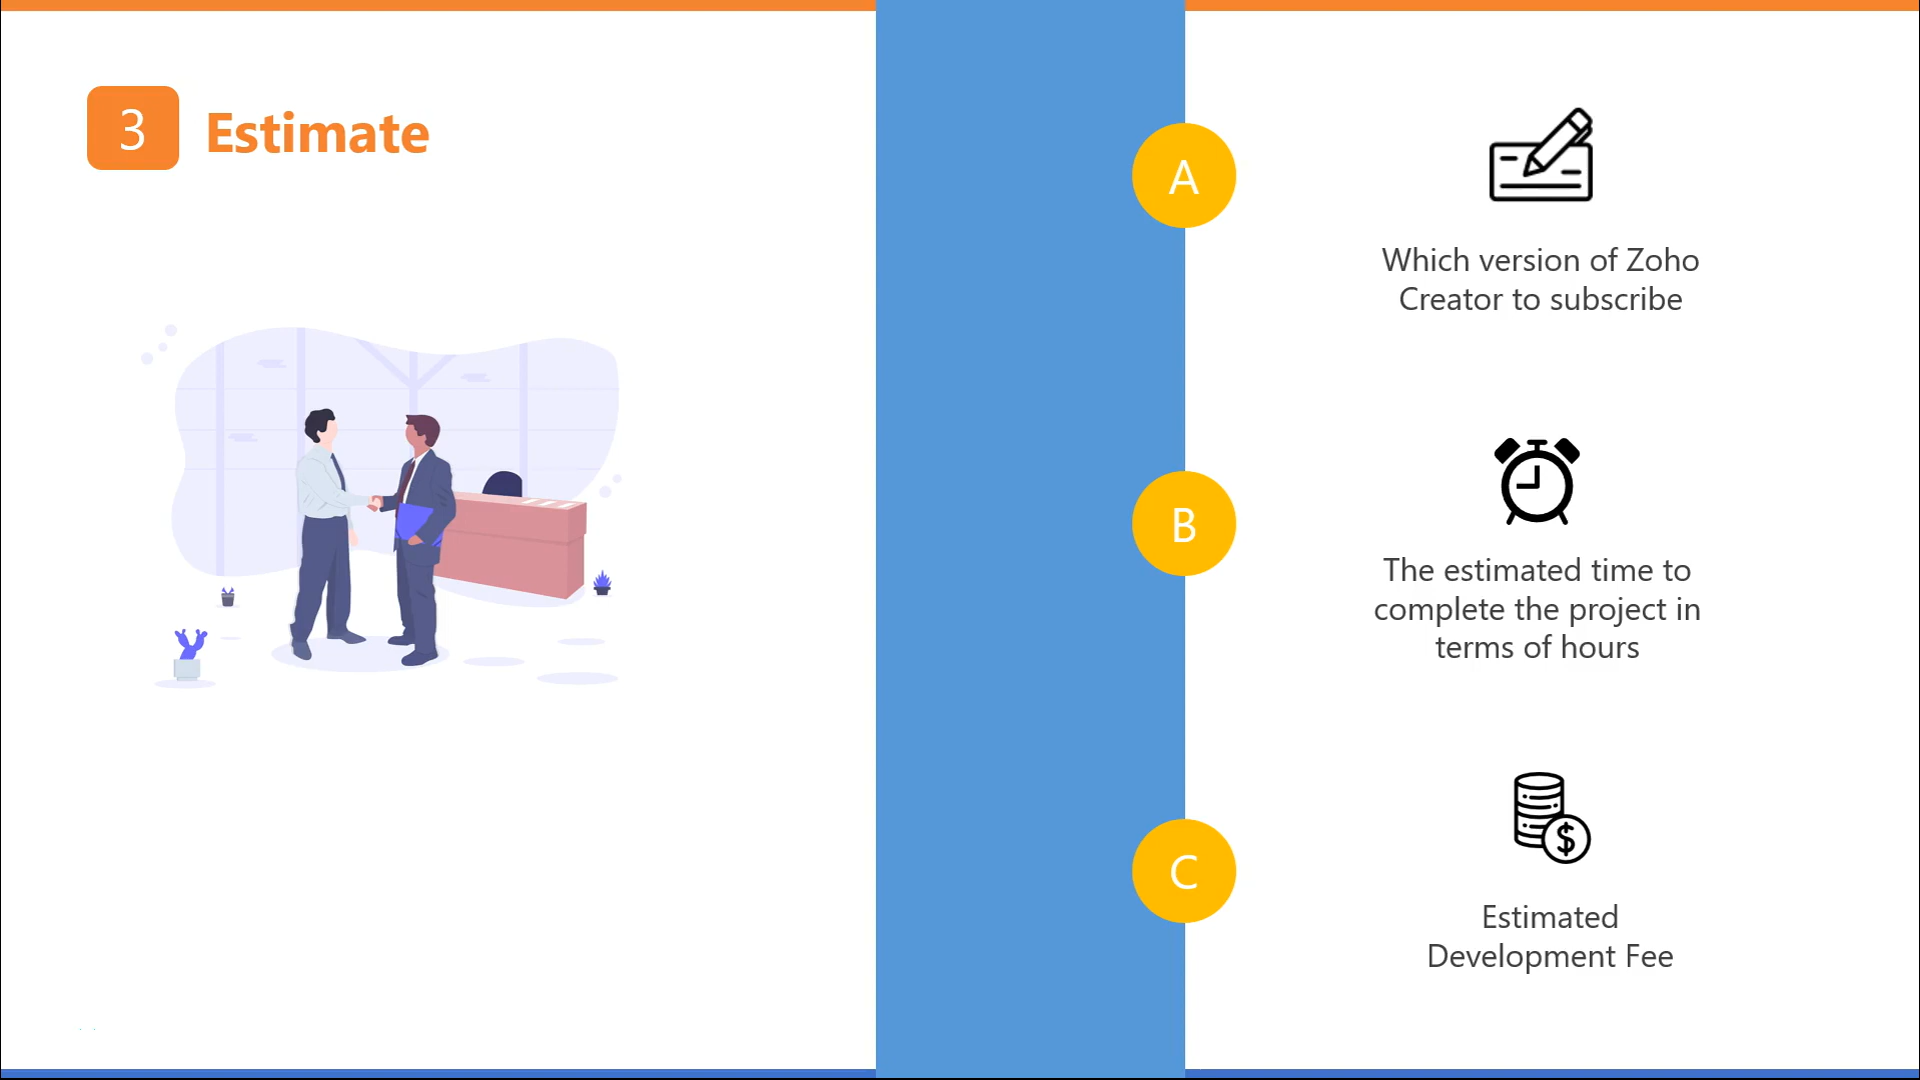 3
Estimate
A
Which version of Zoho
Creator to subscribe
B
The estimated time to
complete the project in
terms of hours
C
$
Estimated
Development Fee